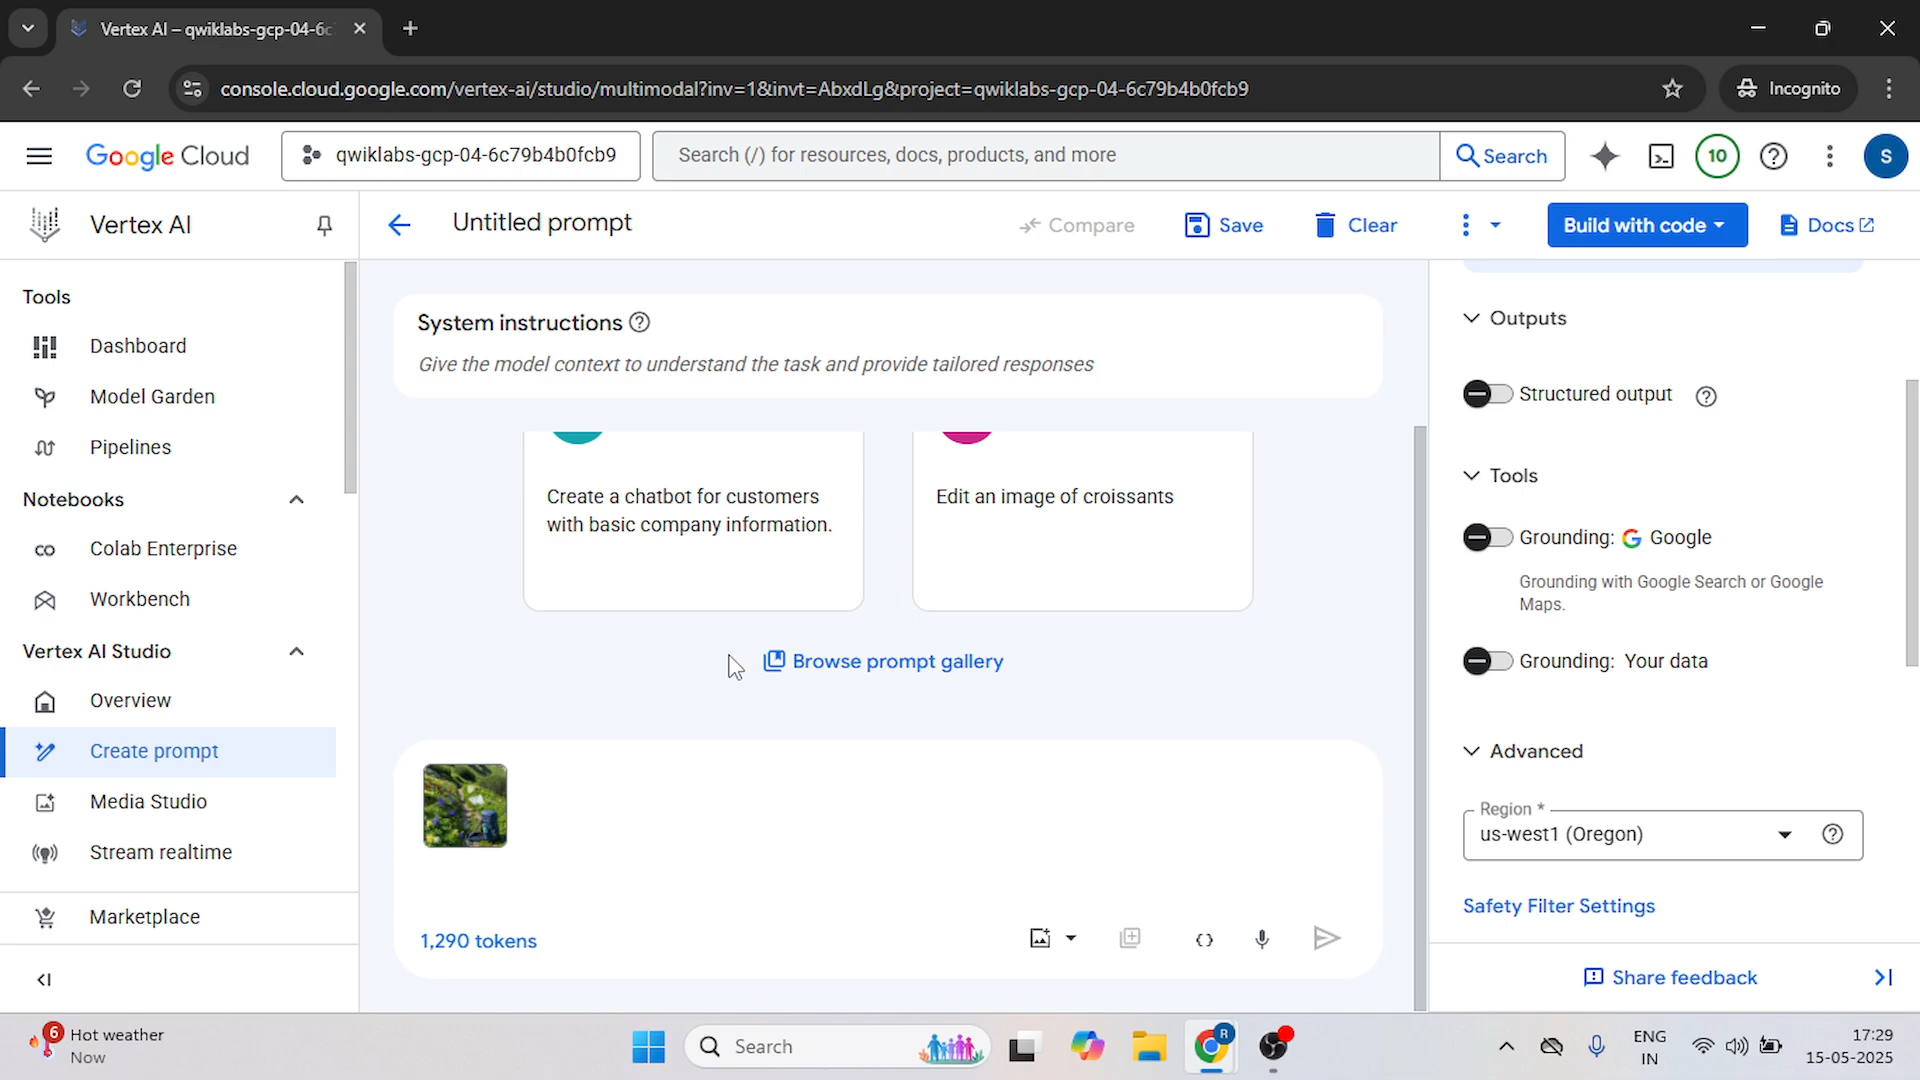 Vertex AI – qwiklabs-gcp-04-6c
console.cloud.google.com/vertex-ai/studio/multimodal?inv=1&invt=AbxdLg&project=qwiklabs-gcp-04-6c79b4b0fcb9
Incognito
Google Cloud
qwiklabs-gcp-04-6c79b4b0fcb9
Search (/) for resources, docs, products, and more
Search
10
S
Vertex AI
Untitled prompt
Compare
Save
Clear
Build with code
Docs
Tools
Dashboard
Model Garden
Pipelines
Notebooks
Colab Enterprise
Workbench
Vertex AI Studio
Overview
Create prompt
Media Studio
Stream realtime
Marketplace
System instructions
Give the model context to understand the task and provide tailored responses
Create a chatbot for customers
with basic company information.
Edit an image of croissants
Browse prompt gallery
1,290 tokens
Outputs
Structured output
Tools
Grounding: Google
Grounding with Google Search or Google
Maps.
Grounding: Your data
Advanced
Region *
us-west1 (Oregon)
Safety Filter Settings
Share feedback
6
Hot weather
Now
Search
R
ENG
IN
17:29
15-05-2025